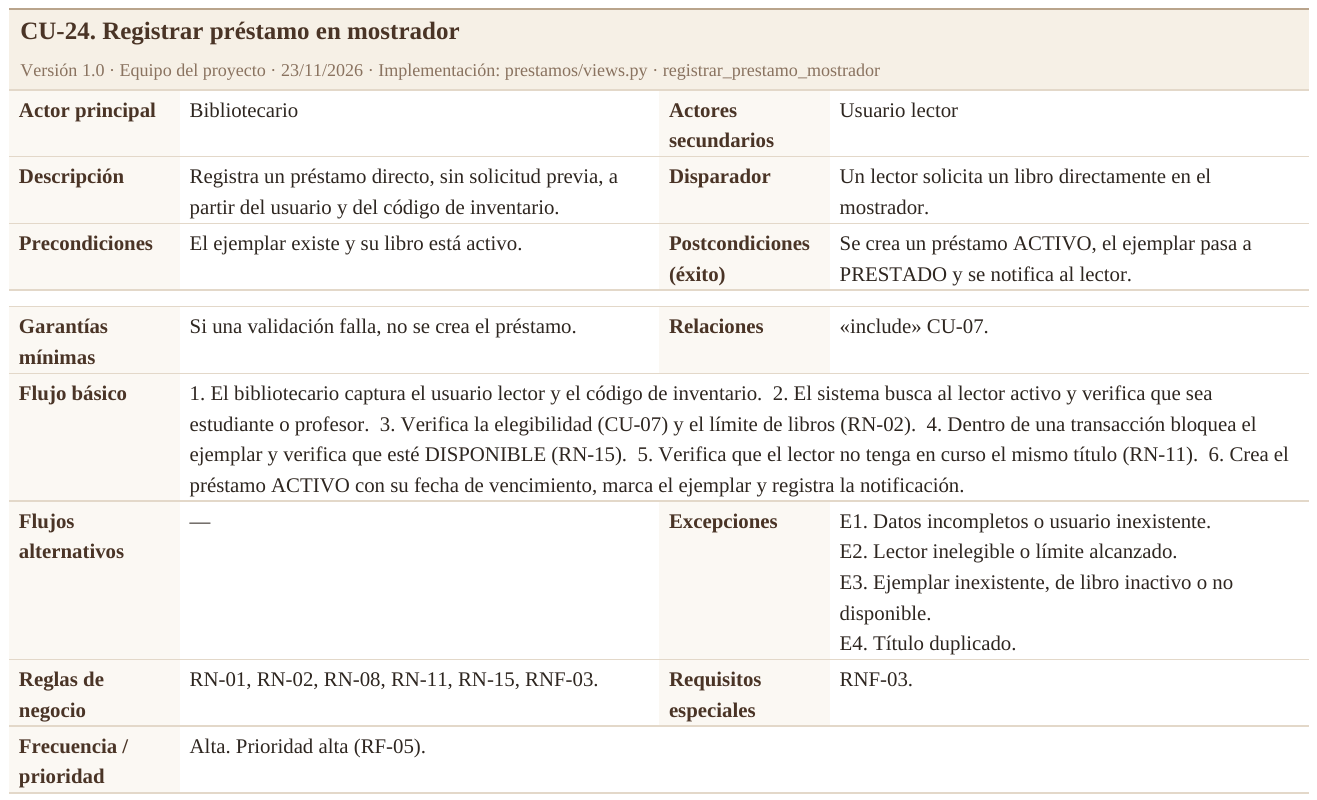 CU-24. Registrar préstamo en mostrador
Versión 1.0 · Equipo del proyecto · 23/11/2026 · Implementación: prestamos/views.py · registrar_prestamo_mostrador
Actor principal
Bibliotecario
Actores
secundarios
Usuario lector
Descripción
Registra un préstamo directo, sin solicitud previa, a
partir del usuario y del código de inventario.
Disparador
Un lector solicita un libro directamente en el
mostrador.
Precondiciones
El ejemplar existe y su libro está activo.
Postcondiciones
(éxito)
Se crea un préstamo ACTIVO, el ejemplar pasa a
PRESTADO y se notifica al lector.
Garantías
mínimas
Si una validación falla, no se crea el préstamo.
Relaciones
«include» CU-07.
Flujo básico
1. El bibliotecario captura el usuario lector y el código de inventario.  2. El sistema busca al lector activo y verifica que sea
estudiante o profesor.  3. Verifica la elegibilidad (CU-07) y el límite de libros (RN-02).  4. Dentro de una transacción bloquea el
ejemplar y verifica que esté DISPONIBLE (RN-15).  5. Verifica que el lector no tenga en curso el mismo título (RN-11).  6. Crea el
préstamo ACTIVO con su fecha de vencimiento, marca el ejemplar y registra la notificación.
Flujos
alternativos
—
Excepciones
E1. Datos incompletos o usuario inexistente.
E2. Lector inelegible o límite alcanzado.
E3. Ejemplar inexistente, de libro inactivo o no
disponible.
E4. Título duplicado.
Reglas de
negocio
RN-01, RN-02, RN-08, RN-11, RN-15, RNF-03.
Requisitos
especiales
RNF-03.
Frecuencia /
prioridad
Alta. Prioridad alta (RF-05).